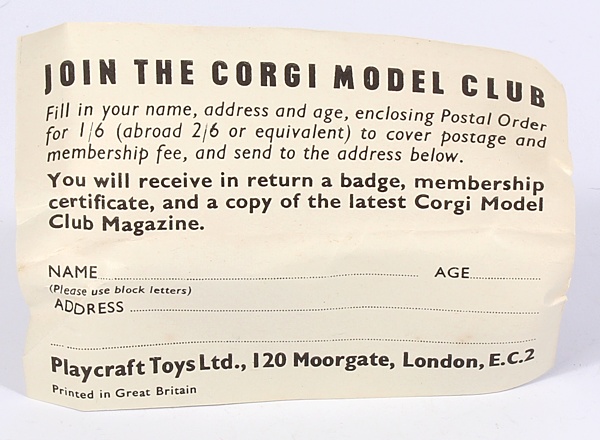 JOIN THE CORGI MODEL CLUB
Fill in your name, address and age, enclosing Postal Order
for 1/6 (abroad 2/6 or equivalent) to cover postage and
membership fee, and send to the address below.
You will receive in return a badge, membership
certificate, and a copy of the latest Corgi Model
Club Magazine.
NAME AGE
(Please use block letters)
ADDRESS
Playcraft Toys Ltd., 120 Moorgate, London, E.C.2
Printed in Great Britain